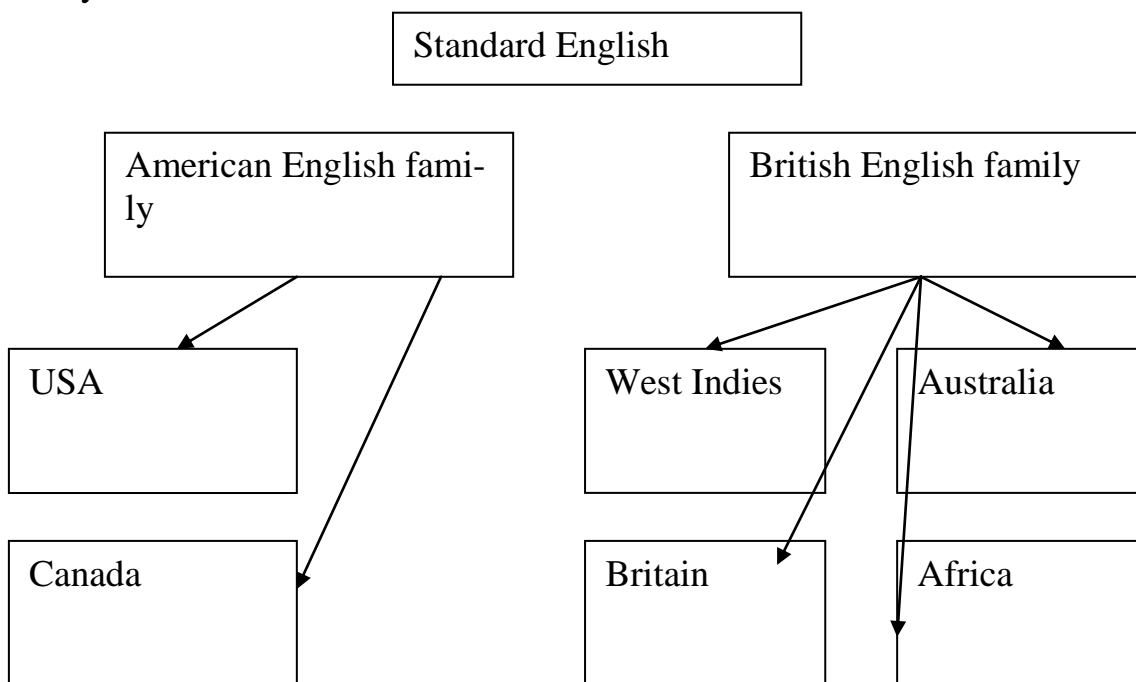 Standard English
American English fami-
ly
British English family
USA
West Indies
Australia
Canada
Britain
Africa